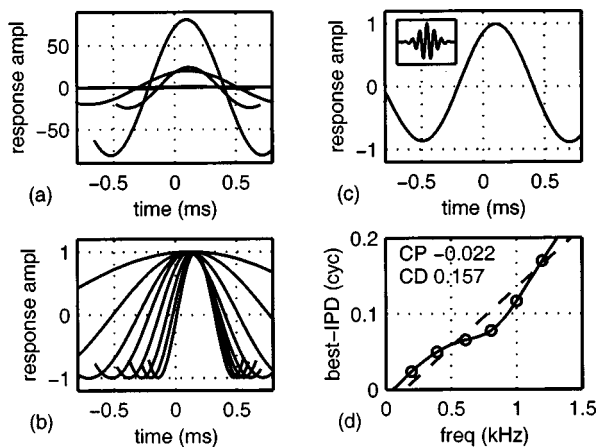 response ampl
50
0
−50
−0.5
0
0.5
(a)
time (ms)
response ampl
1
0
−1
−0.5
0
0.5
(c)
time (ms)
response ampl
1
0
−1
−0.5
0
0.5
(b)
time (ms)
best−IPD (cyc)
0.2
0.1
0
CP −0.022
CD 0.157
0
0.5
1
1.5
(d)
freq (kHz)